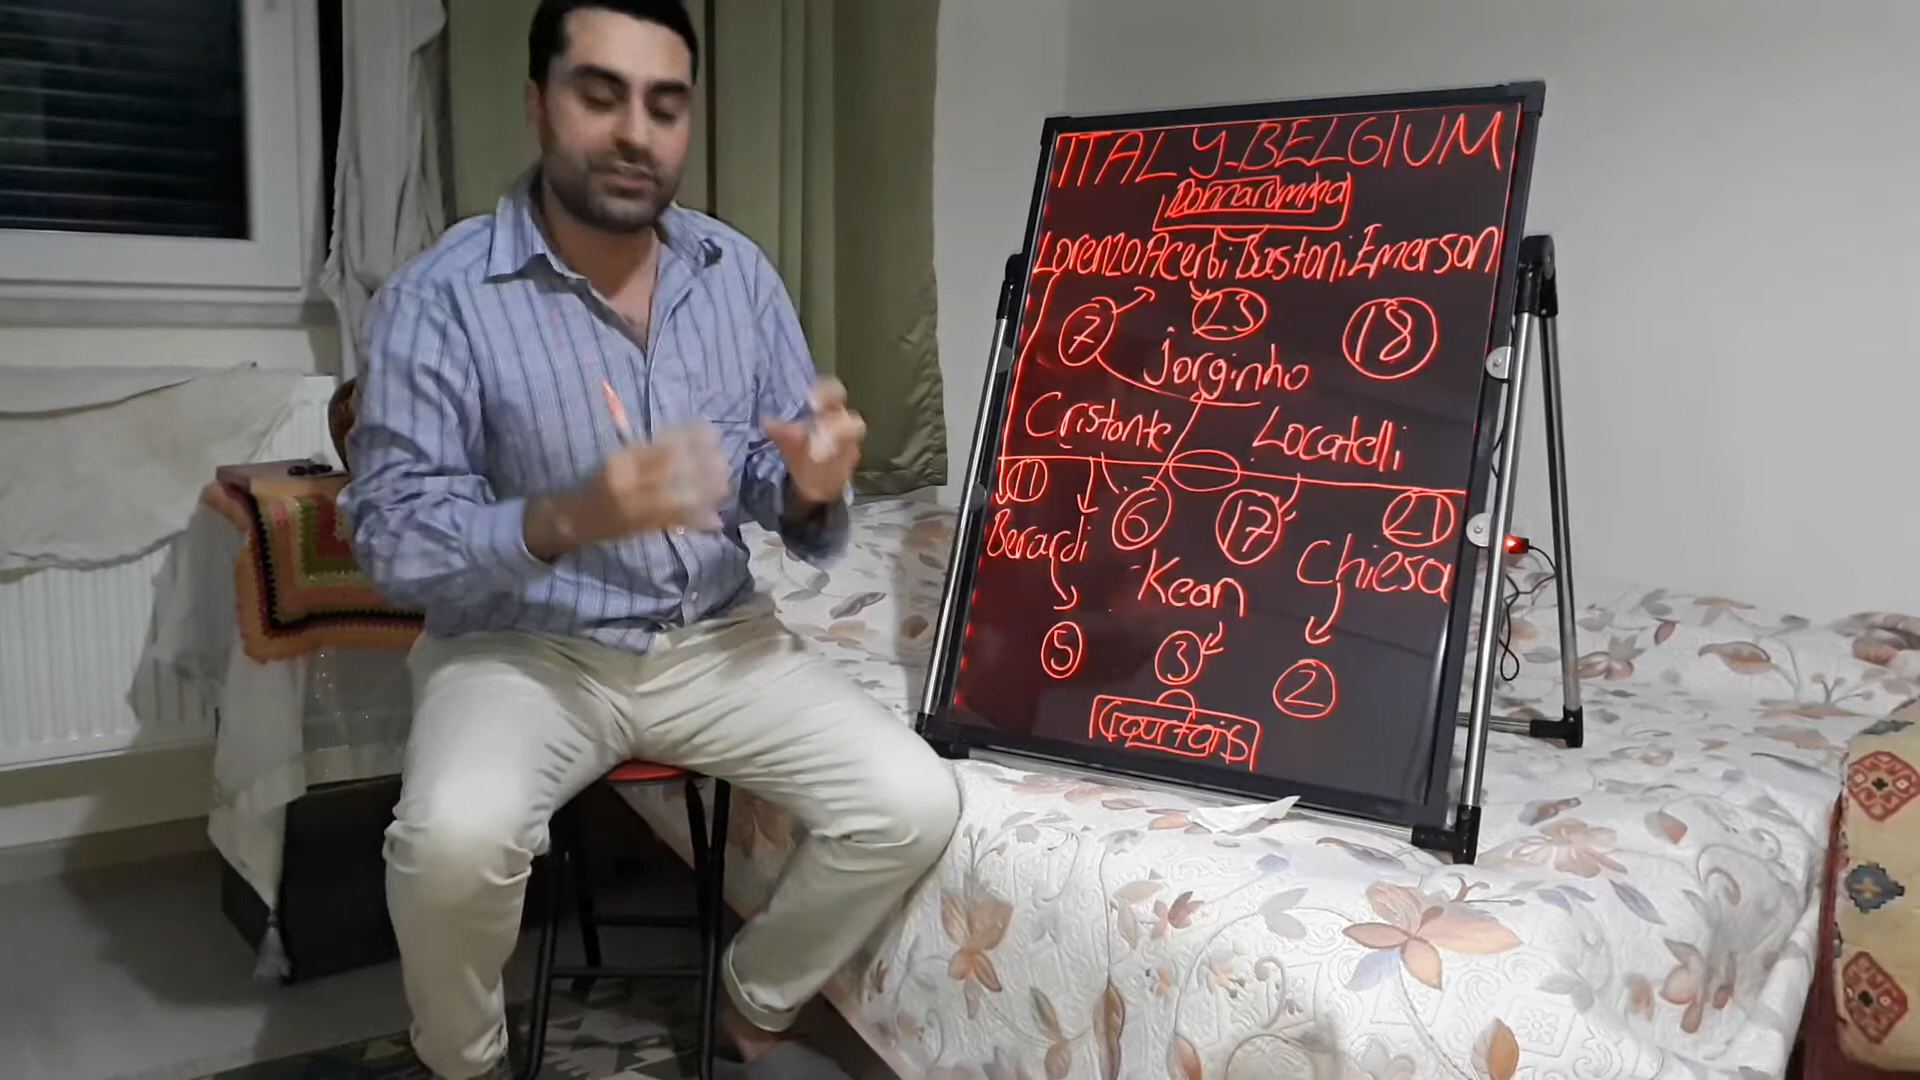 ITALY-BELGIUM
Donnarumma
Lorenzo Acerbi Bastoni Emerson
7 23 18
Jorginho
Cristante Locatelli
11 6 17 21
Berardi Kean Chiesa
5 3 2